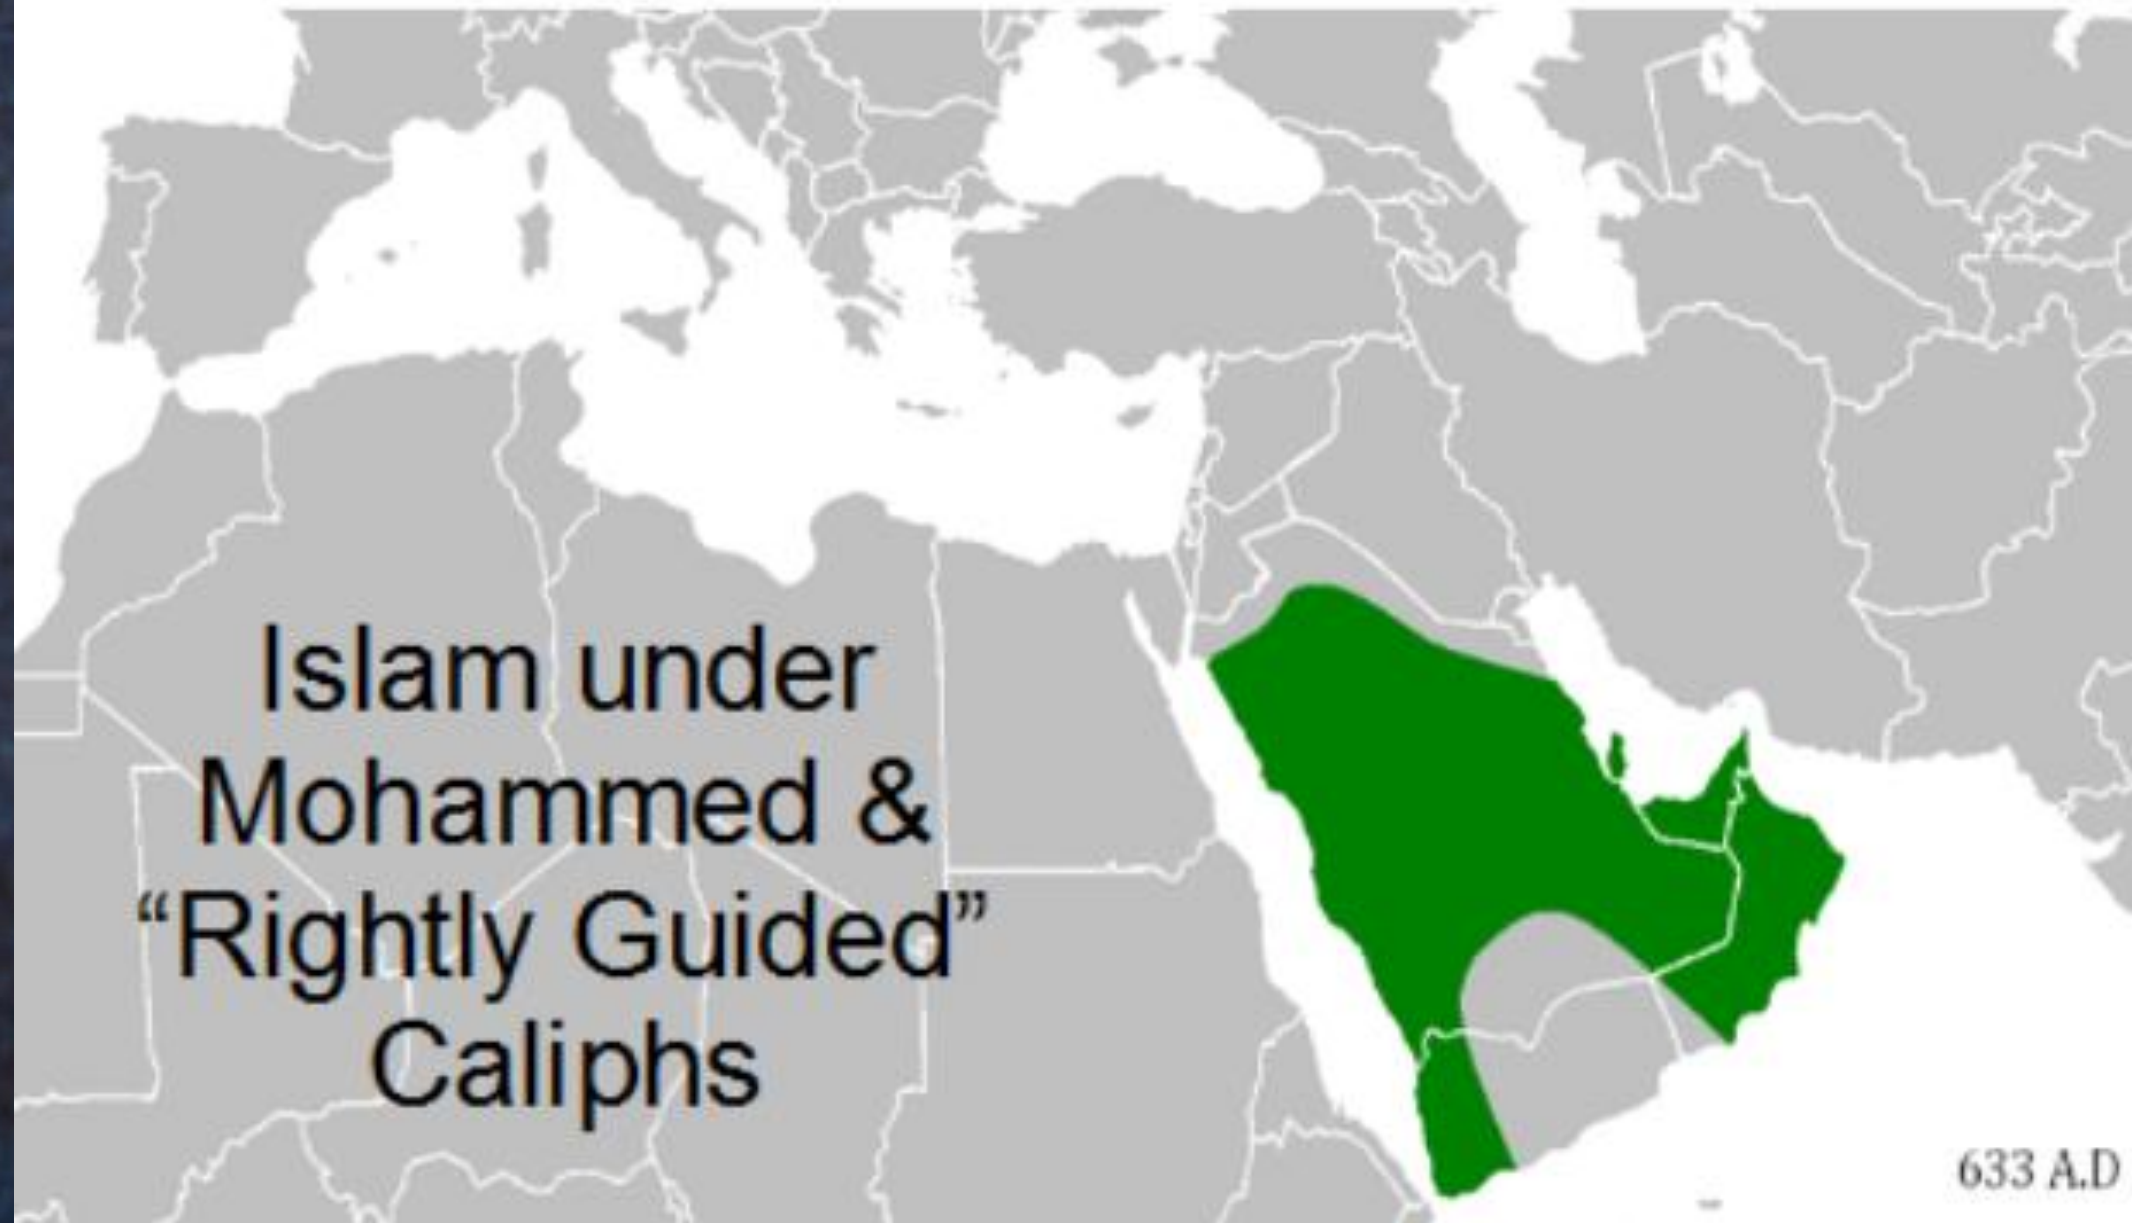 Islam under
Mohammed &
“Rightly Guided”
Caliphs
633 A.D